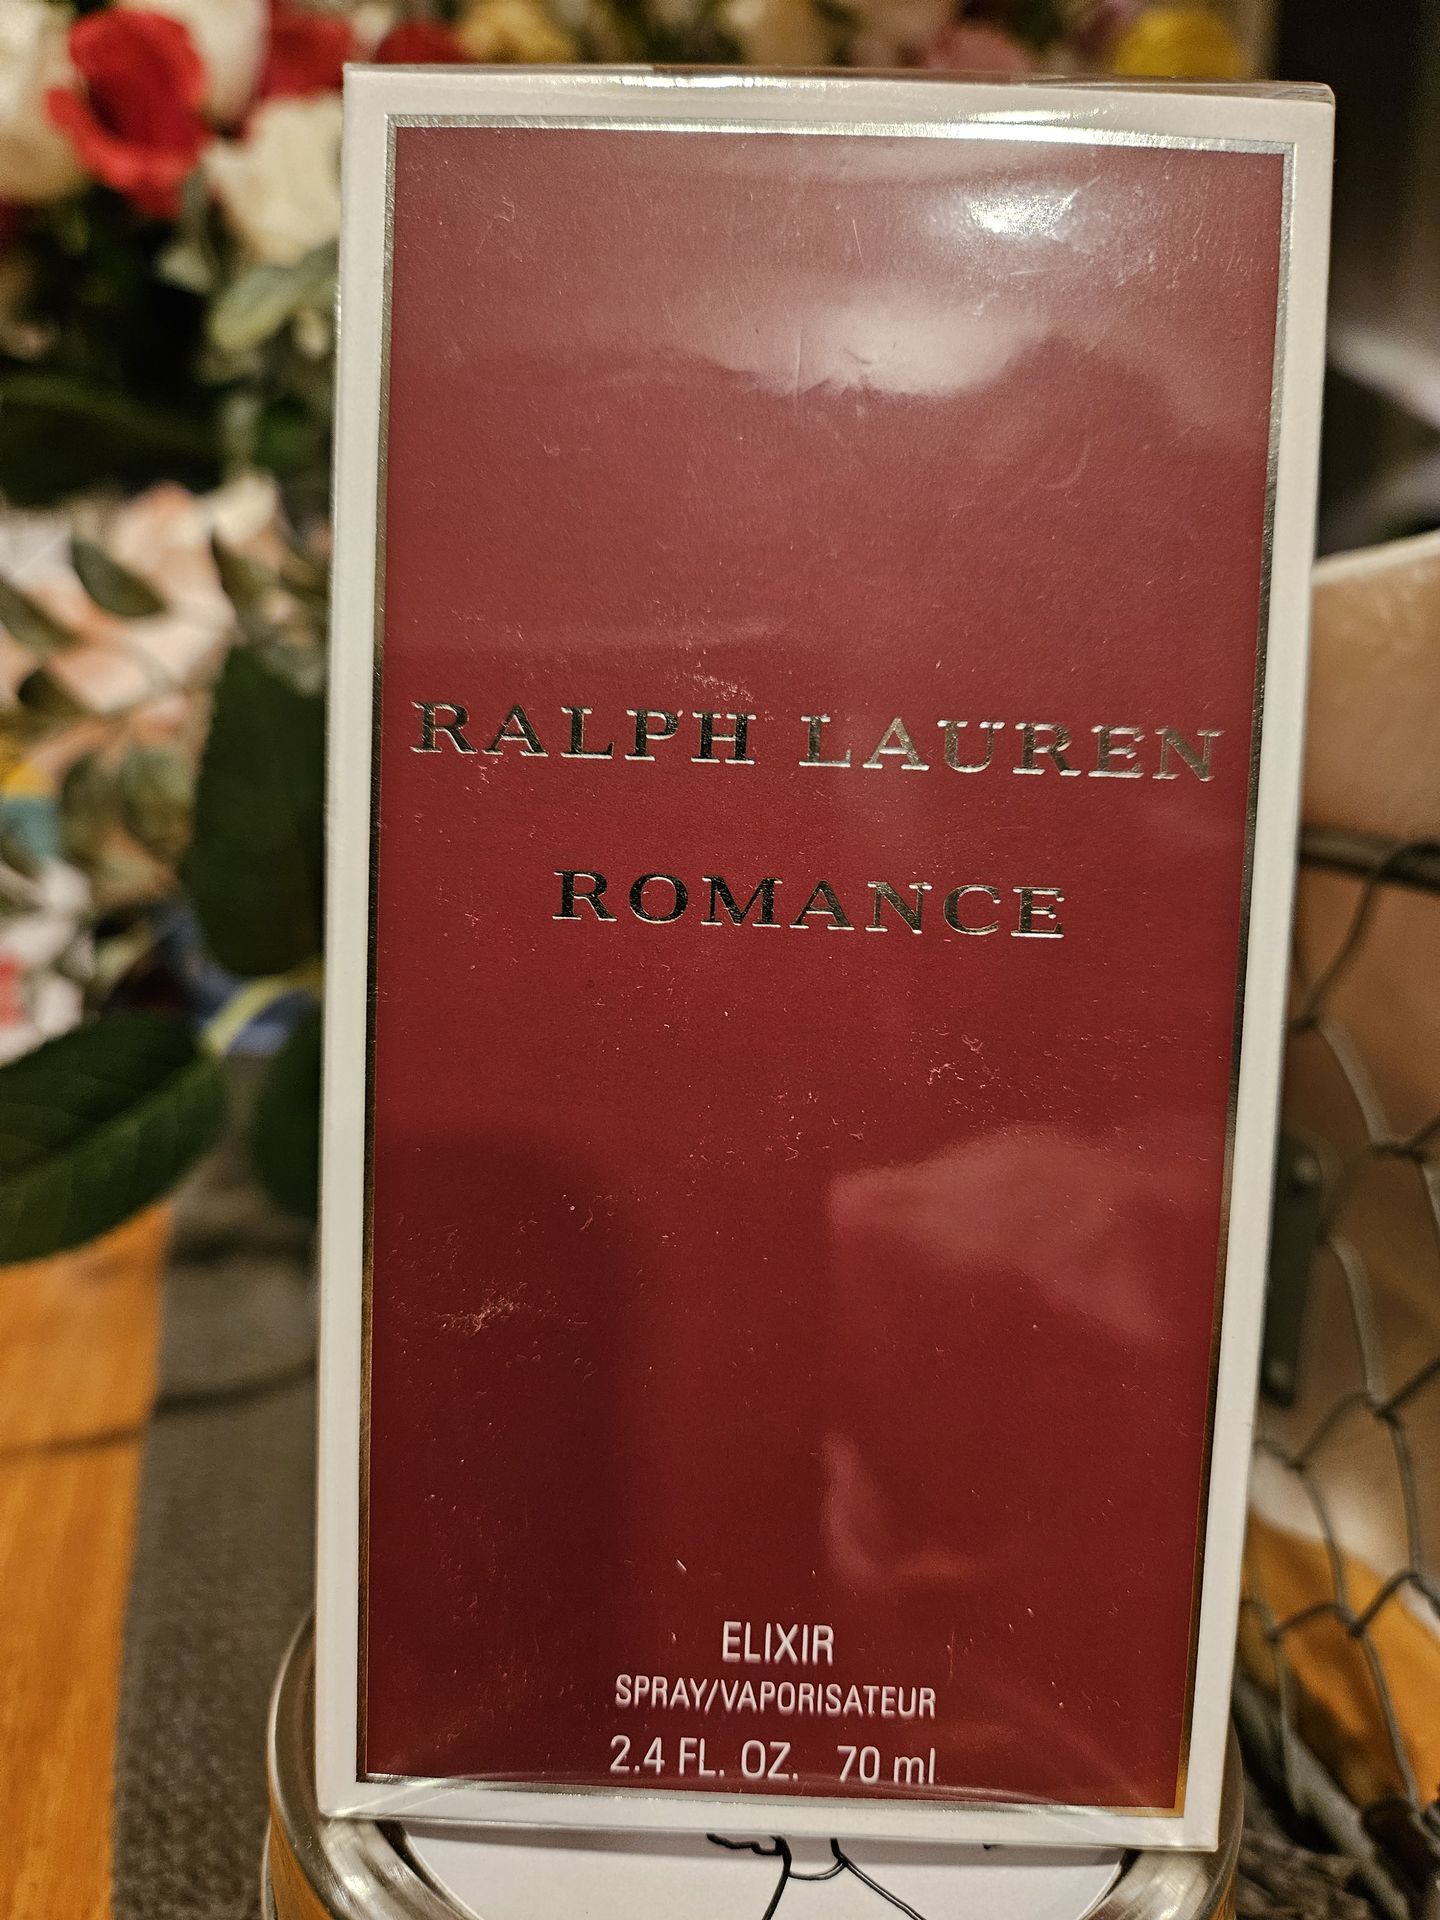 RALPH LAUREN
ROMANCE
ELIXIR
SPRAY/VAPORISATEUR
2.4 FL. OZ. 70 ml